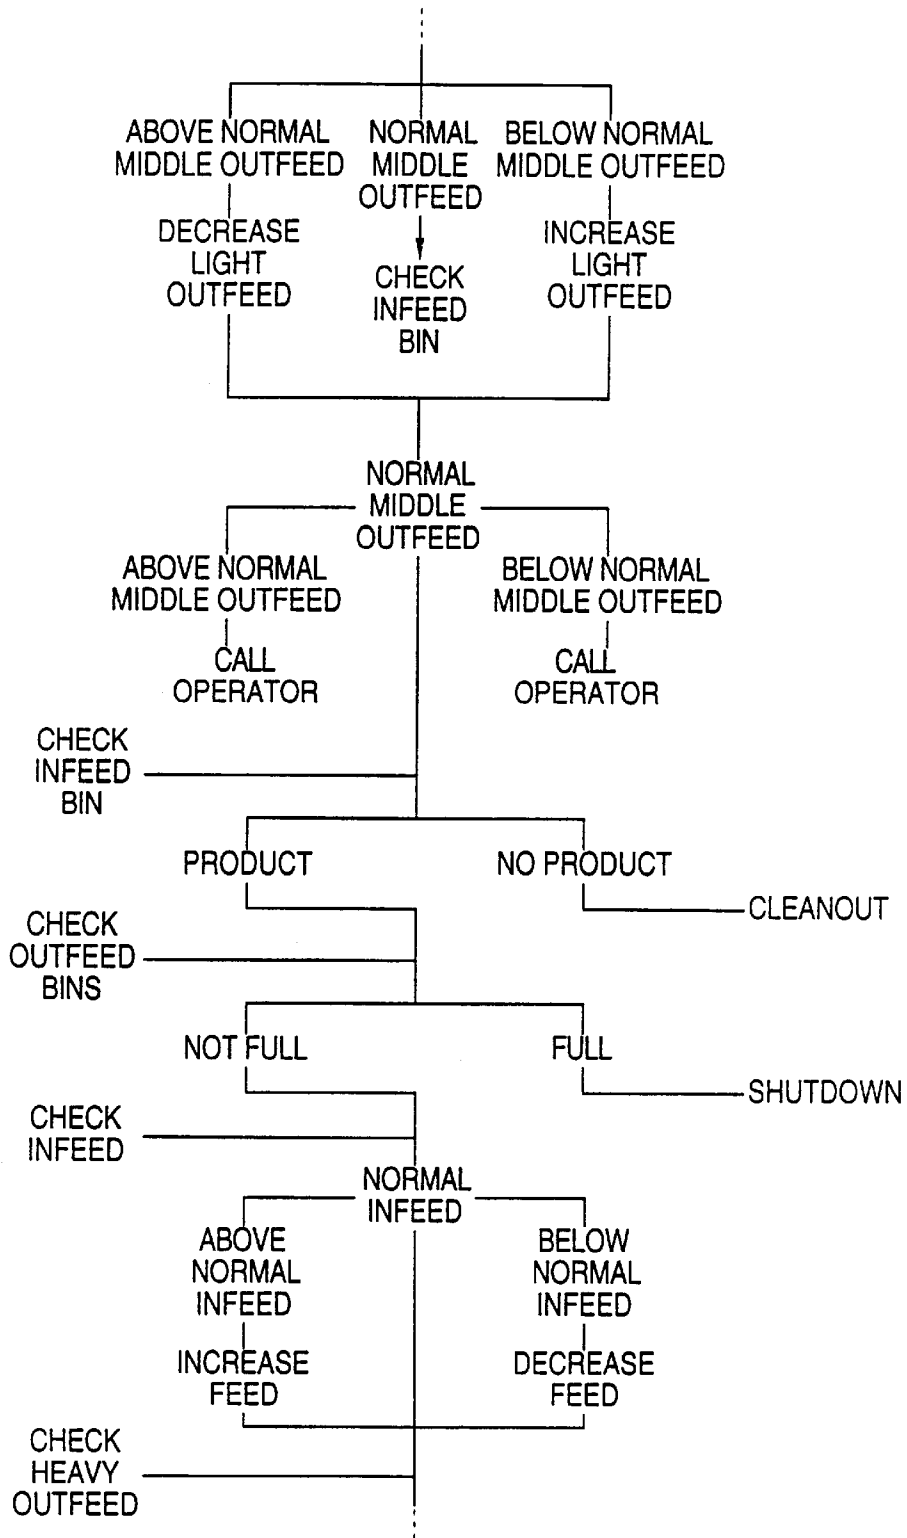 ABOVE NORMAL
MIDDLE OUTFEED
NORMAL
MIDDLE
OUTFEED
BELOW NORMAL
MIDDLE OUTFEED
DECREASE
LIGHT
OUTFEED
CHECK
INFEED
BIN
INCREASE
LIGHT
OUTFEED
NORMAL
MIDDLE
OUTFEED
ABOVE NORMAL
MIDDLE OUTFEED
BELOW NORMAL
MIDDLE OUTFEED
CALL
OPERATOR
CALL
OPERATOR
CHECK
INFEED
BIN
PRODUCT
NO PRODUCT
CLEANOUT
CHECK
OUTFEED
BINS
NOT FULL
FULL
SHUTDOWN
CHECK
INFEED
NORMAL
INFEED
ABOVE
NORMAL
INFEED
BELOW
NORMAL
INFEED
INCREASE
FEED
DECREASE
FEED
CHECK
HEAVY
OUTFEED